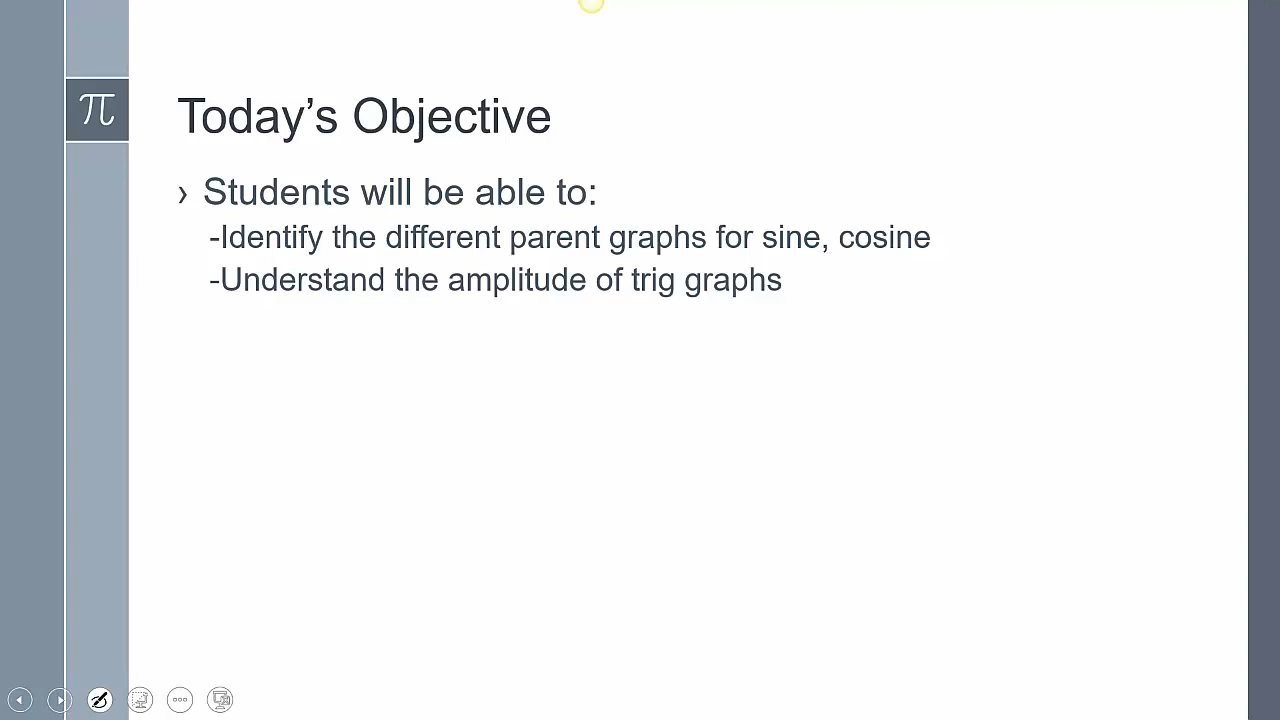 π
Today’s Objective
› Students will be able to:
-Identify the different parent graphs for sine, cosine
-Understand the amplitude of trig graphs